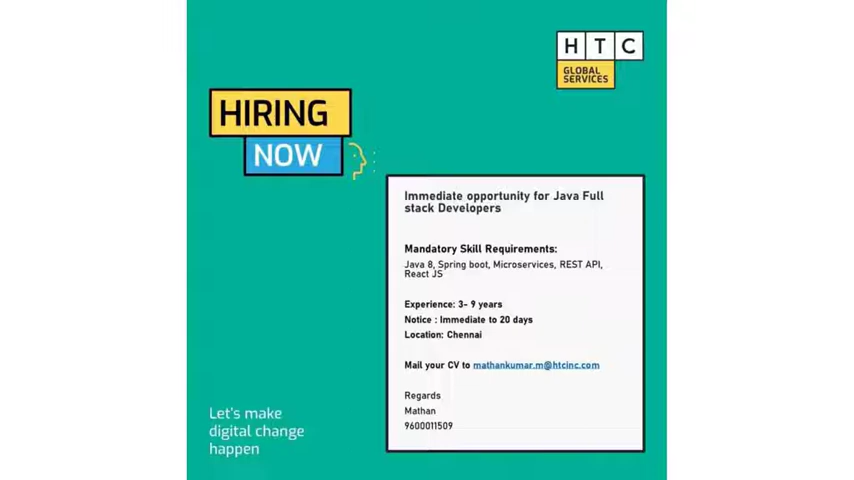 HTC
GLOBAL
SERVICES
HIRING
NOW
Immediate opportunity for Java Full
stack Developers
Mandatory Skill Requirements:
Java 8, Spring boot, Microservices, REST API,
React JS
Experience: 3- 9 years
Notice : Immediate to 20 days
Location: Chennai
Mail your CV to mathankumar.m@htcinc.com
Regards
Mathan
9600011509
Let's make
digital change
happen